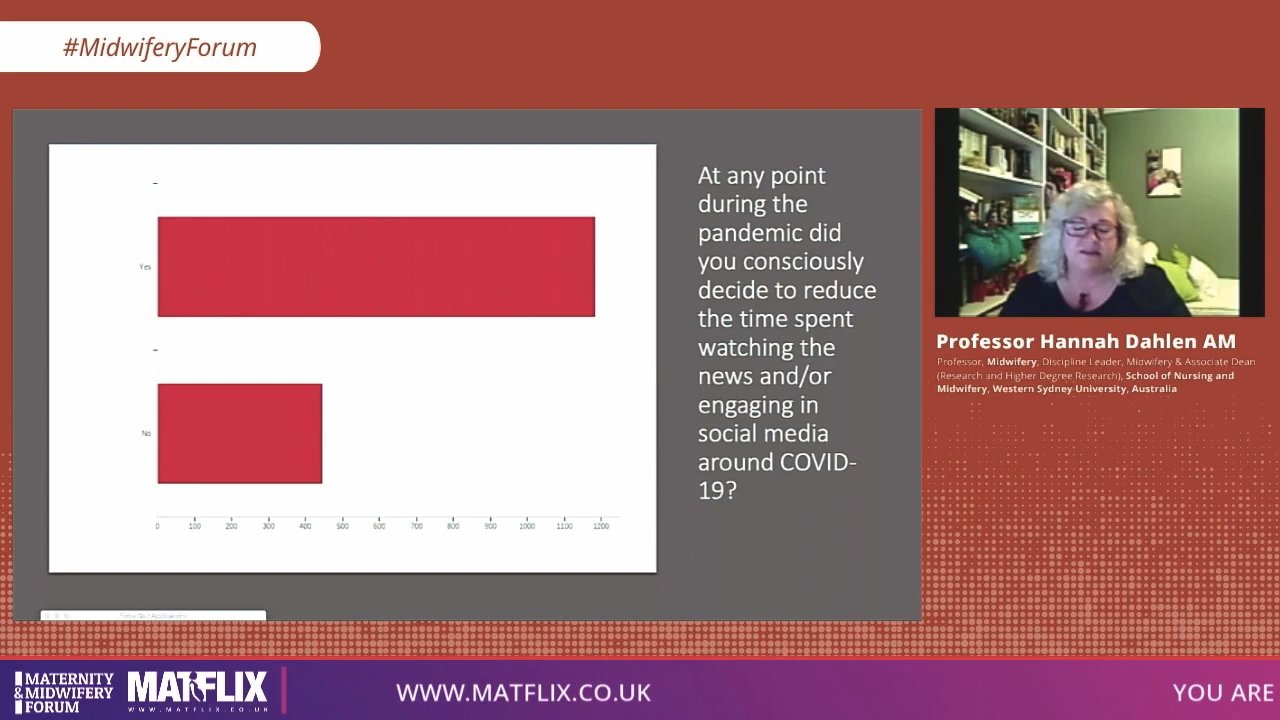 #MidwiferyForum
Yes
No
0 100 200 300 400 500 600 700 800 900 1000 1100 1200
At any point
during the
pandemic did
you consciously
decide to reduce
the time spent
watching the
news and/or
engaging in
social media
around COVID-
19?
Professor Hannah Dahlen AM
Professor, Midwifery; Discipline Leader, Midwifery & Associate Dean
(Research and Higher Degree Research), School of Nursing and
Midwifery, Western Sydney University, Australia
Force Quit Applications
MATERNITY
& MIDWIFERY
FORUM
MATFLIX
WWW.MATFLIX.CO.UK
WWW.MATFLIX.CO.UK
YOU ARE